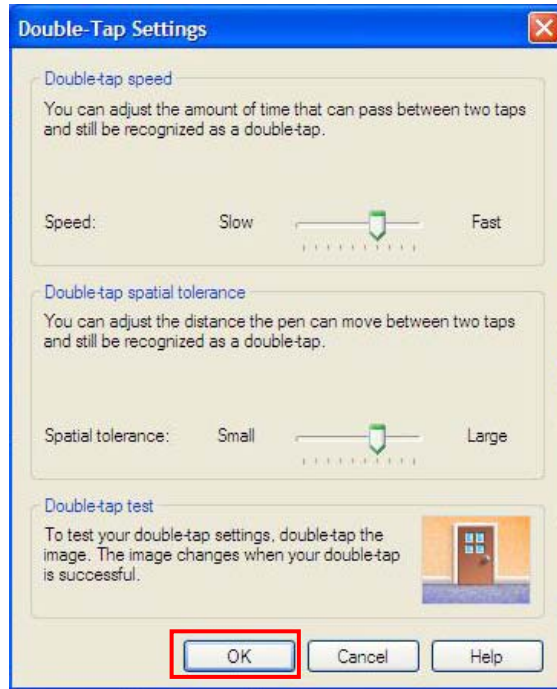 Double-Tap Settings
Double-tap speed
You can adjust the amount of time that can pass between two taps
and still be recognized as a double-tap.
Speed: Slow Fast
Double-tap spatial tolerance
You can adjust the distance the pen can move between two taps
and still be recognized as a double-tap.
Spatial tolerance: Small Large
Double-tap test
To test your double-tap settings, double-tap the
image. The image changes when your double-tap
is successful.
OK Cancel Help